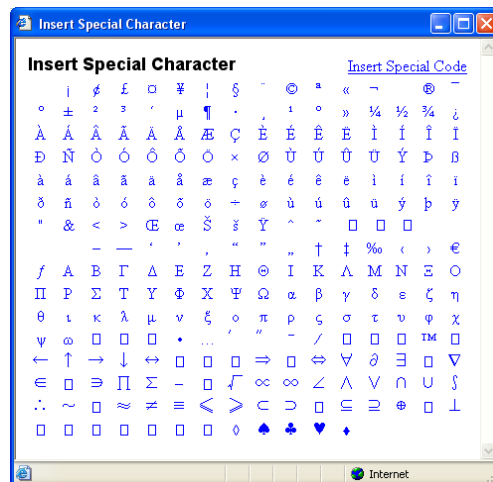 Insert Special Character
Insert Special Character
Insert Special Code
¡ ¢ £ ¤ ¥ ¦ § ¨ © ª « ¬ ® ¯
° ± ² ³ ´ µ ¶ · ¸ ¹ º » ¼ ½ ¾ ¿
À Á Â Ã Ä Å Æ Ç È É Ê Ë Ì Í Î Ï
Ð Ñ Ò Ó Ô Õ Ö × Ø Ù Ú Û Ü Ý Þ ß
à á â ã ä å æ ç è é ê ë ì í î ï
ð ñ ò ó ô õ ö ÷ ø ù ú û ü ý þ ÿ
" & < > Œ œ Š š Ÿ ˆ ˜ □ □ □
– — ‘ ’ ‚ “ ” „ † ‡ ‰ ‹ › €
ƒ Α Β Γ Δ Ε Ζ Η Θ Ι Κ Λ Μ Ν Ξ Ο
Π Ρ Σ Τ Υ Φ Χ Ψ Ω α β γ δ ε ζ η
θ ι κ λ μ ν ξ ο π ρ ς σ τ υ φ χ
ψ ω □ □ □ • … ′ ″ ‾ ⁄ □ □ □ ™ □
← ↑ → ↓ ↔ □ □ □ ⇒ □ ⇔ ∀ ∂ ∃ □ ∇
∈ □ ∋ ∏ ∑ − □ √ ∝ ∞ ∠ ∧ ∨ ∩ ∪ ∫
∴ ∼ □ ≈ ≠ ≡ ≤ ≥ ⊂ ⊃ □ ⊆ ⊇ ⊕ □ ⊥
□ □ □ □ □ □ □ ◊ ♠ ♣ ♥ ♦
Internet